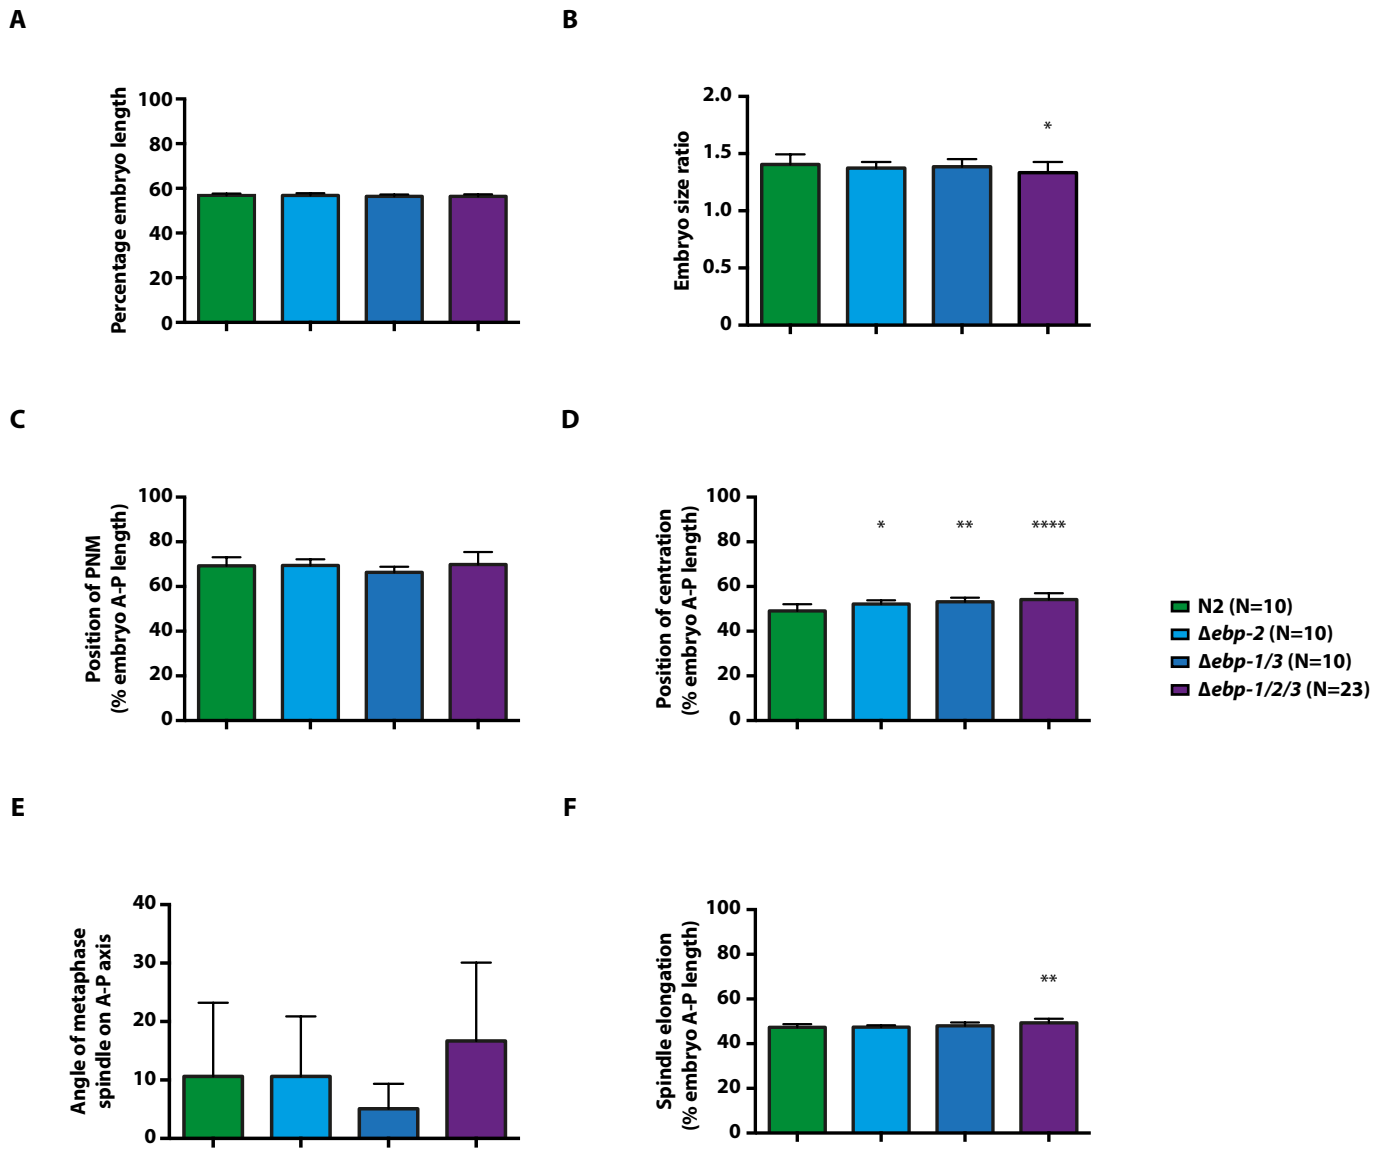 A
Percentage embryo length
100
80
60
40
20
0
B
Embryo size ratio
2.0
1.5
1.0
0.5
0
*
C
Position of PNM
(% embryo A-P length)
100
80
60
40
20
0
D
Position of centration
(% embryo A-P length)
100
80
60
40
20
0
*
**
****
N2 (N=10)
Δebp-2 (N=10)
Δebp-1/3 (N=10)
Δebp-1/2/3 (N=23)
E
Angle of metaphase
spindle on A-P axis
40
30
20
10
0
F
Spindle elongation
(% embryo A-P length)
100
80
60
40
20
0
**